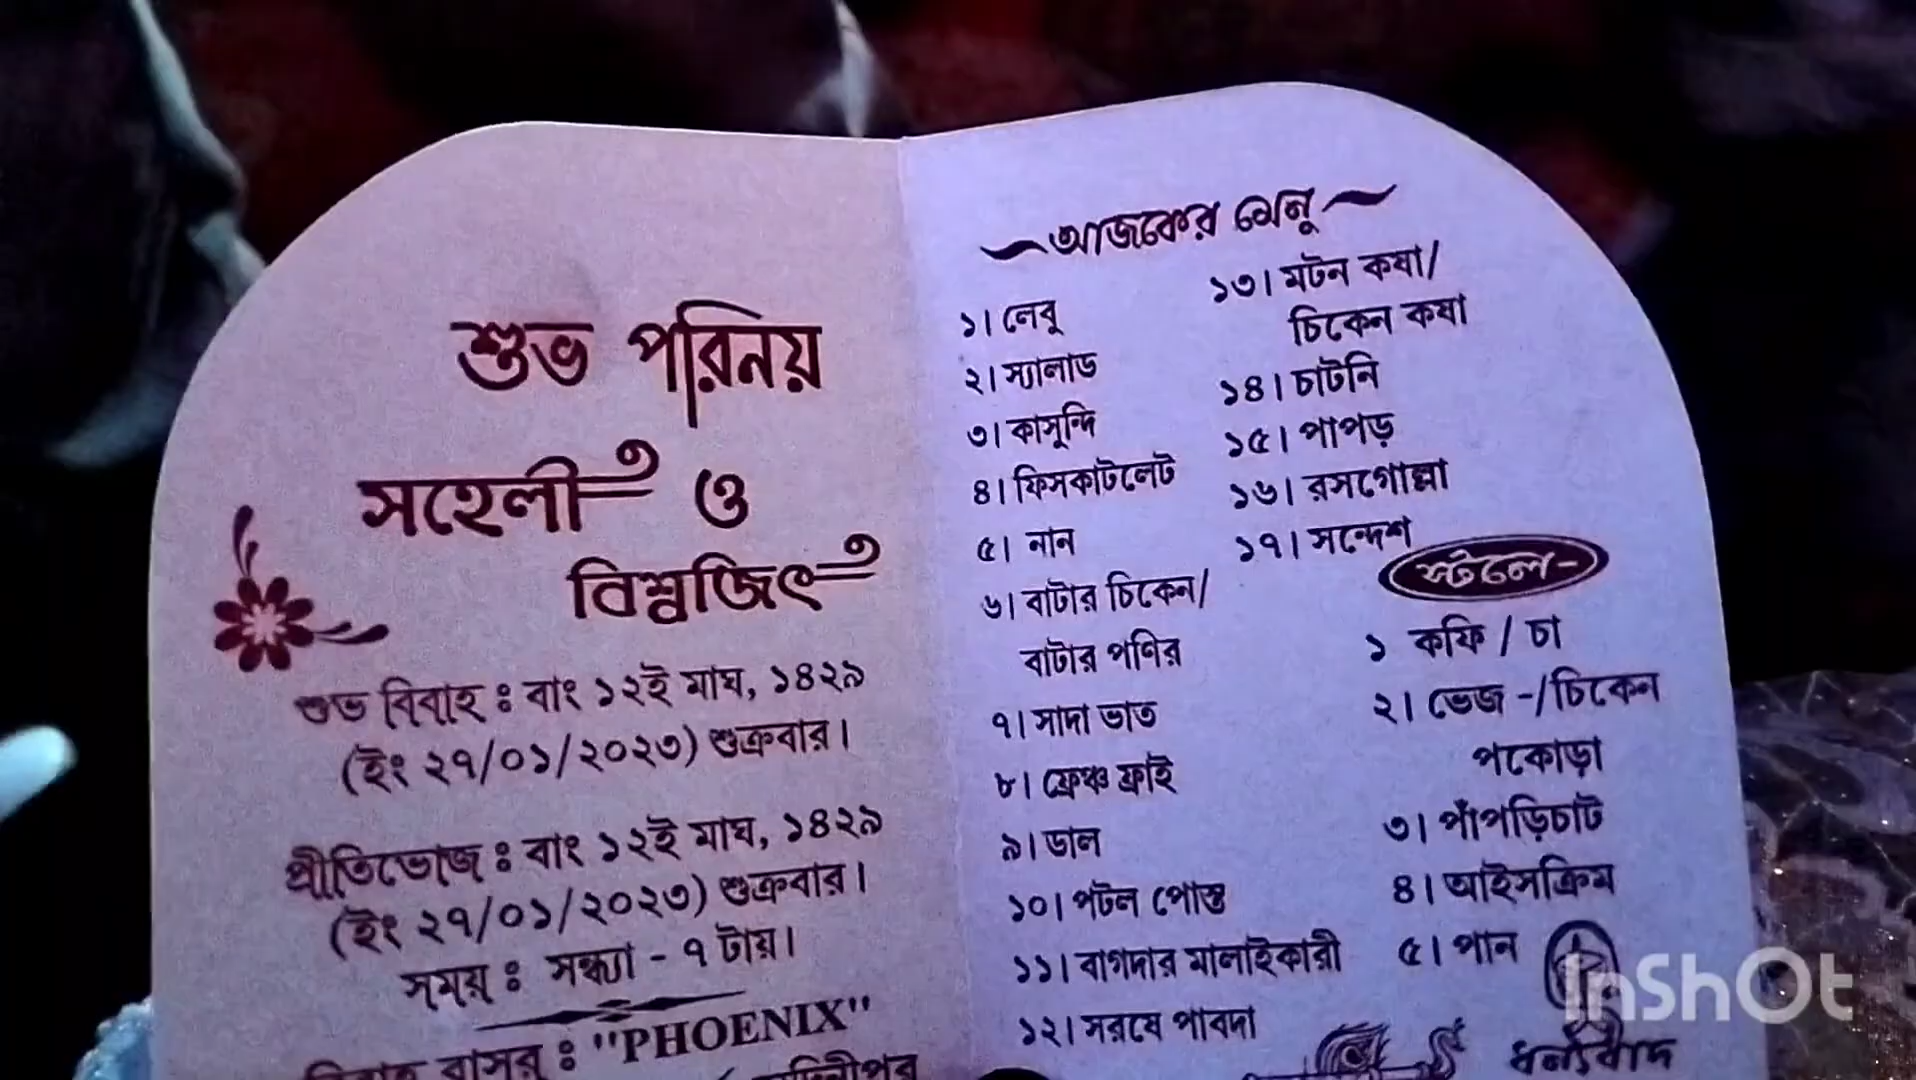 শুভ পরিনয়
সহেলী ও
বিশ্বজিৎ
শুভ বিবাহ : বাং ১২ই মাঘ, ১৪২৯
(ইং ২৭/০১/২০২৩) শুক্রবার।
প্রীতিভোজ : বাং ১২ই মাঘ, ১৪২৯
(ইং ২৭/০১/২০২৩) শুক্রবার।
সময় : সন্ধ্যা - ৭ টায়।
বিবাহ বাসর : "PHOENIX"
আজকের মেনু
১। লেবু
২। স্যালাড
৩। কাসুন্দি
৪। ফিসকাটলেট
৫। নান
৬। বাটার চিকেন/
বাটার পণির
৭। সাদা ভাত
৮। ফ্রেঞ্চ ফ্রাই
৯। ডাল
১০। পটল পোস্ত
১১। বাগদার মালাইকারী
১২। সরষে পাবদা
১৩। মটন কষা/
চিকেন কষা
১৪। চাটনি
১৫। পাপড়
১৬। রসগোল্লা
১৭। সন্দেশ
স্টলে-
১ কফি / চা
২। ভেজ -/চিকেন
পকোড়া
৩। পাঁপড়িচাট
৪। আইসক্রিম
৫। পান
ধন্যবাদ
InShOt